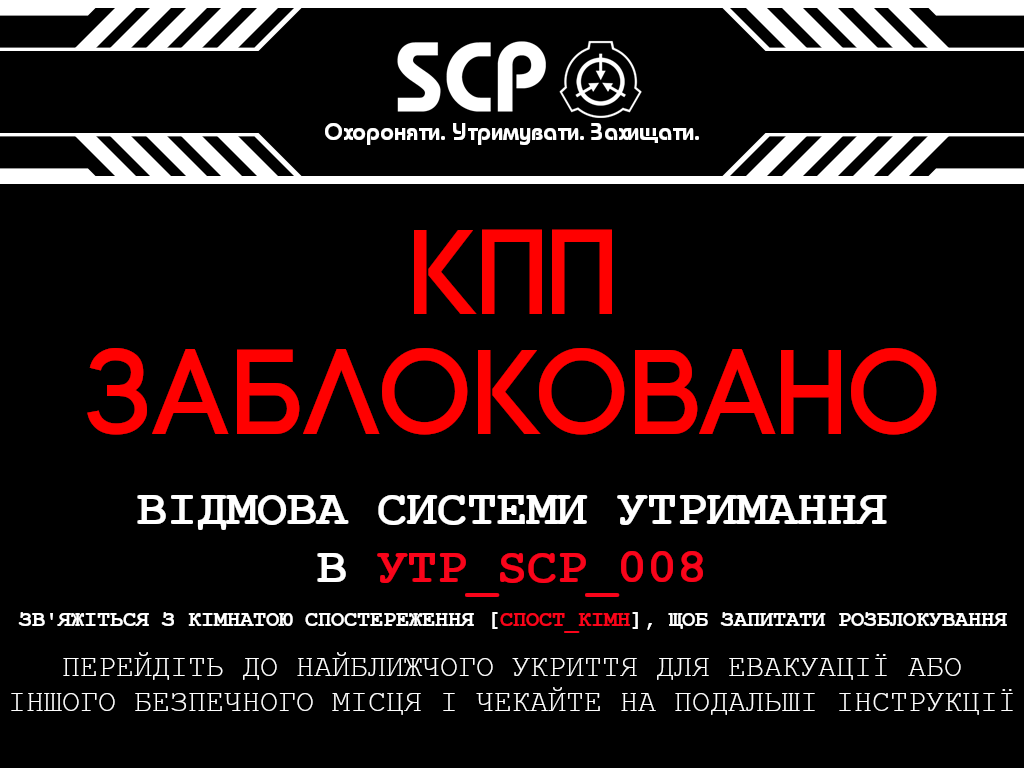 SCP
Охороняти. Утримувати. Захищати.
КПП
ЗАБЛОКОВАНО
ВІДМОВА СИСТЕМИ УТРИМАННЯ
В УТР_SCP_008
ЗВ'ЯЖІТЬСЯ З КІМНАТОЮ СПОСТЕРЕЖЕННЯ [СПОСТ_КІМН], ЩОБ ЗАПИТАТИ РОЗБЛОКУВАННЯ
ПЕРЕЙДІТЬ ДО НАЙБЛИЖЧОГО УКРИТТЯ ДЛЯ ЕВАКУАЦІЇ АБО
ІНШОГО БЕЗПЕЧНОГО МІСЦЯ І ЧЕКАЙТЕ НА ПОДАЛЬШІ ІНСТРУКЦІЇ